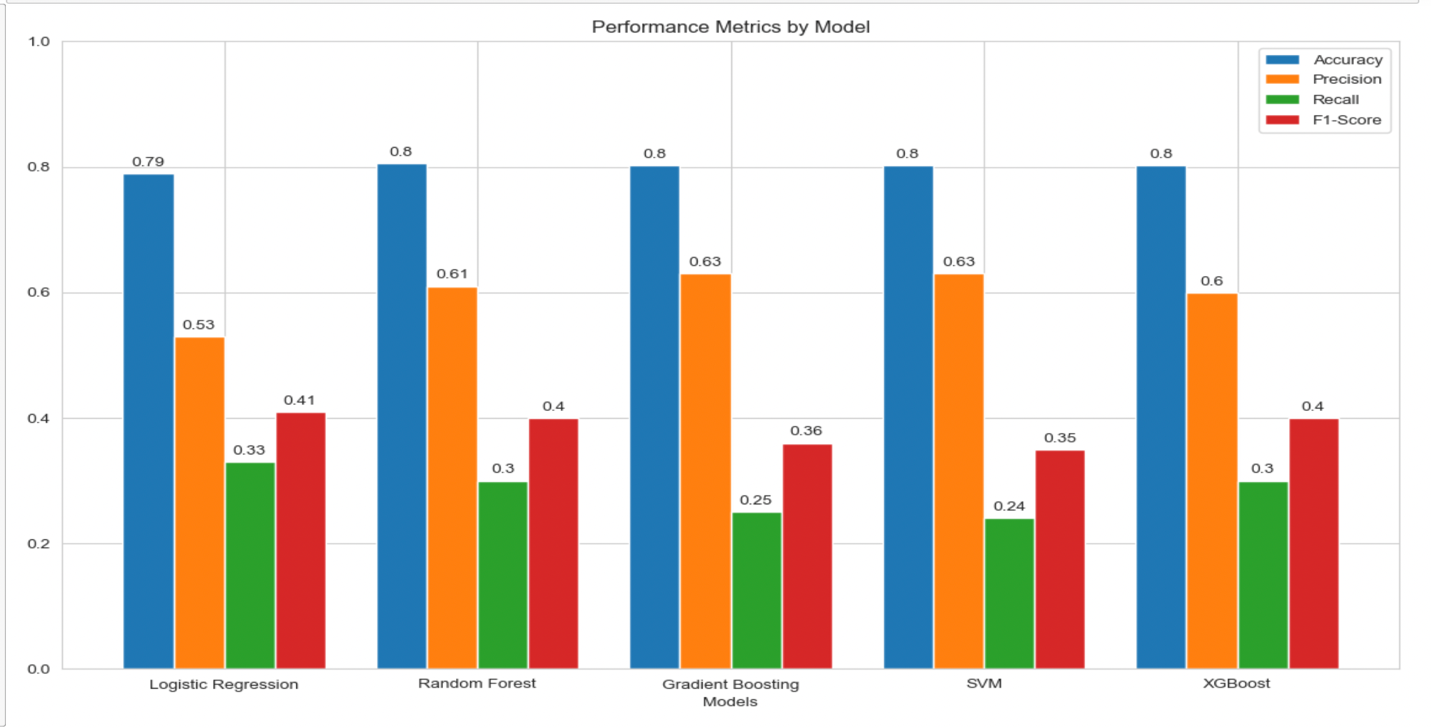 Performance Metrics by Model
1.0
0.8
0.6
0.4
0.2
0.0
Accuracy
Precision
Recall
F1-Score
0.79
0.53
0.33
0.41
0.8
0.61
0.3
0.4
0.8
0.63
0.25
0.36
0.8
0.63
0.24
0.35
0.8
0.6
0.3
0.4
Logistic Regression
Random Forest
Gradient Boosting
SVM
XGBoost
Models